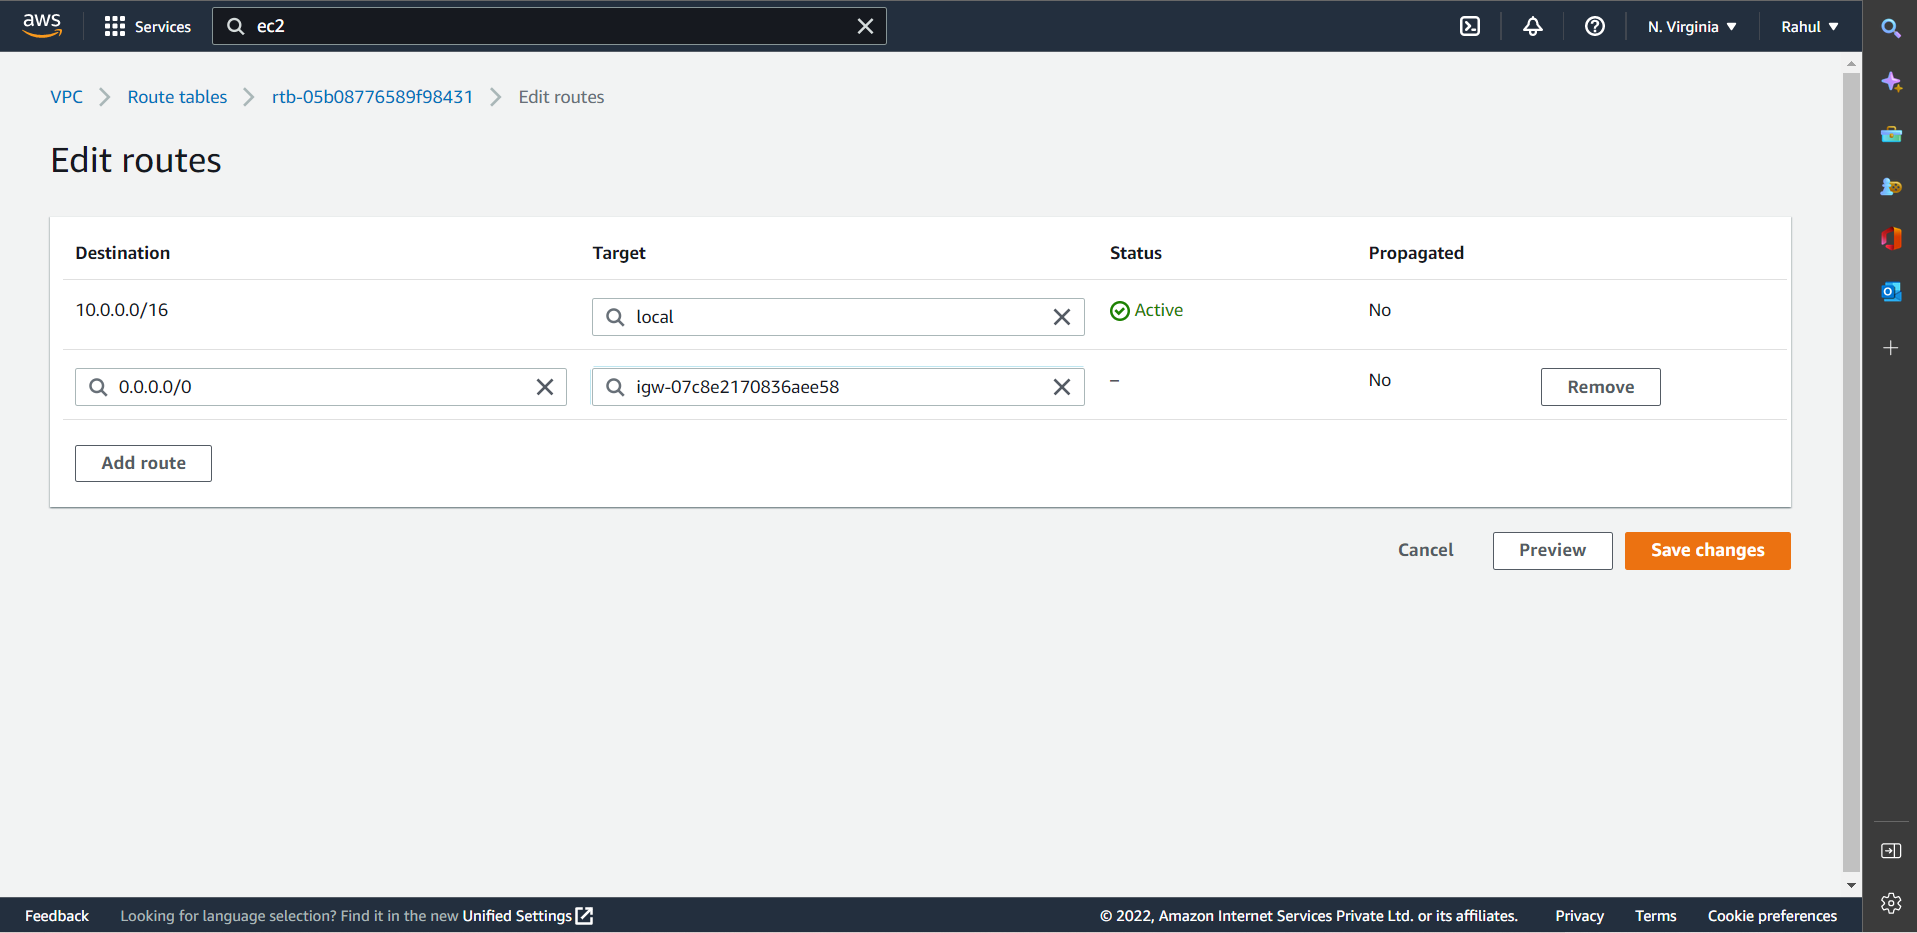 aws Services ec2 N. Virginia Rahul
VPC Route tables rtb-05b08776589f98431 Edit routes
Edit routes
Destination Target Status Propagated
10.0.0.0/16 local Active No
0.0.0.0/0 igw-07c8e2170836aee58 – No Remove
Add route
Cancel Preview Save changes
Feedback Looking for language selection? Find it in the new Unified Settings © 2022, Amazon Internet Services Private Ltd. or its affiliates. Privacy Terms Cookie preferences